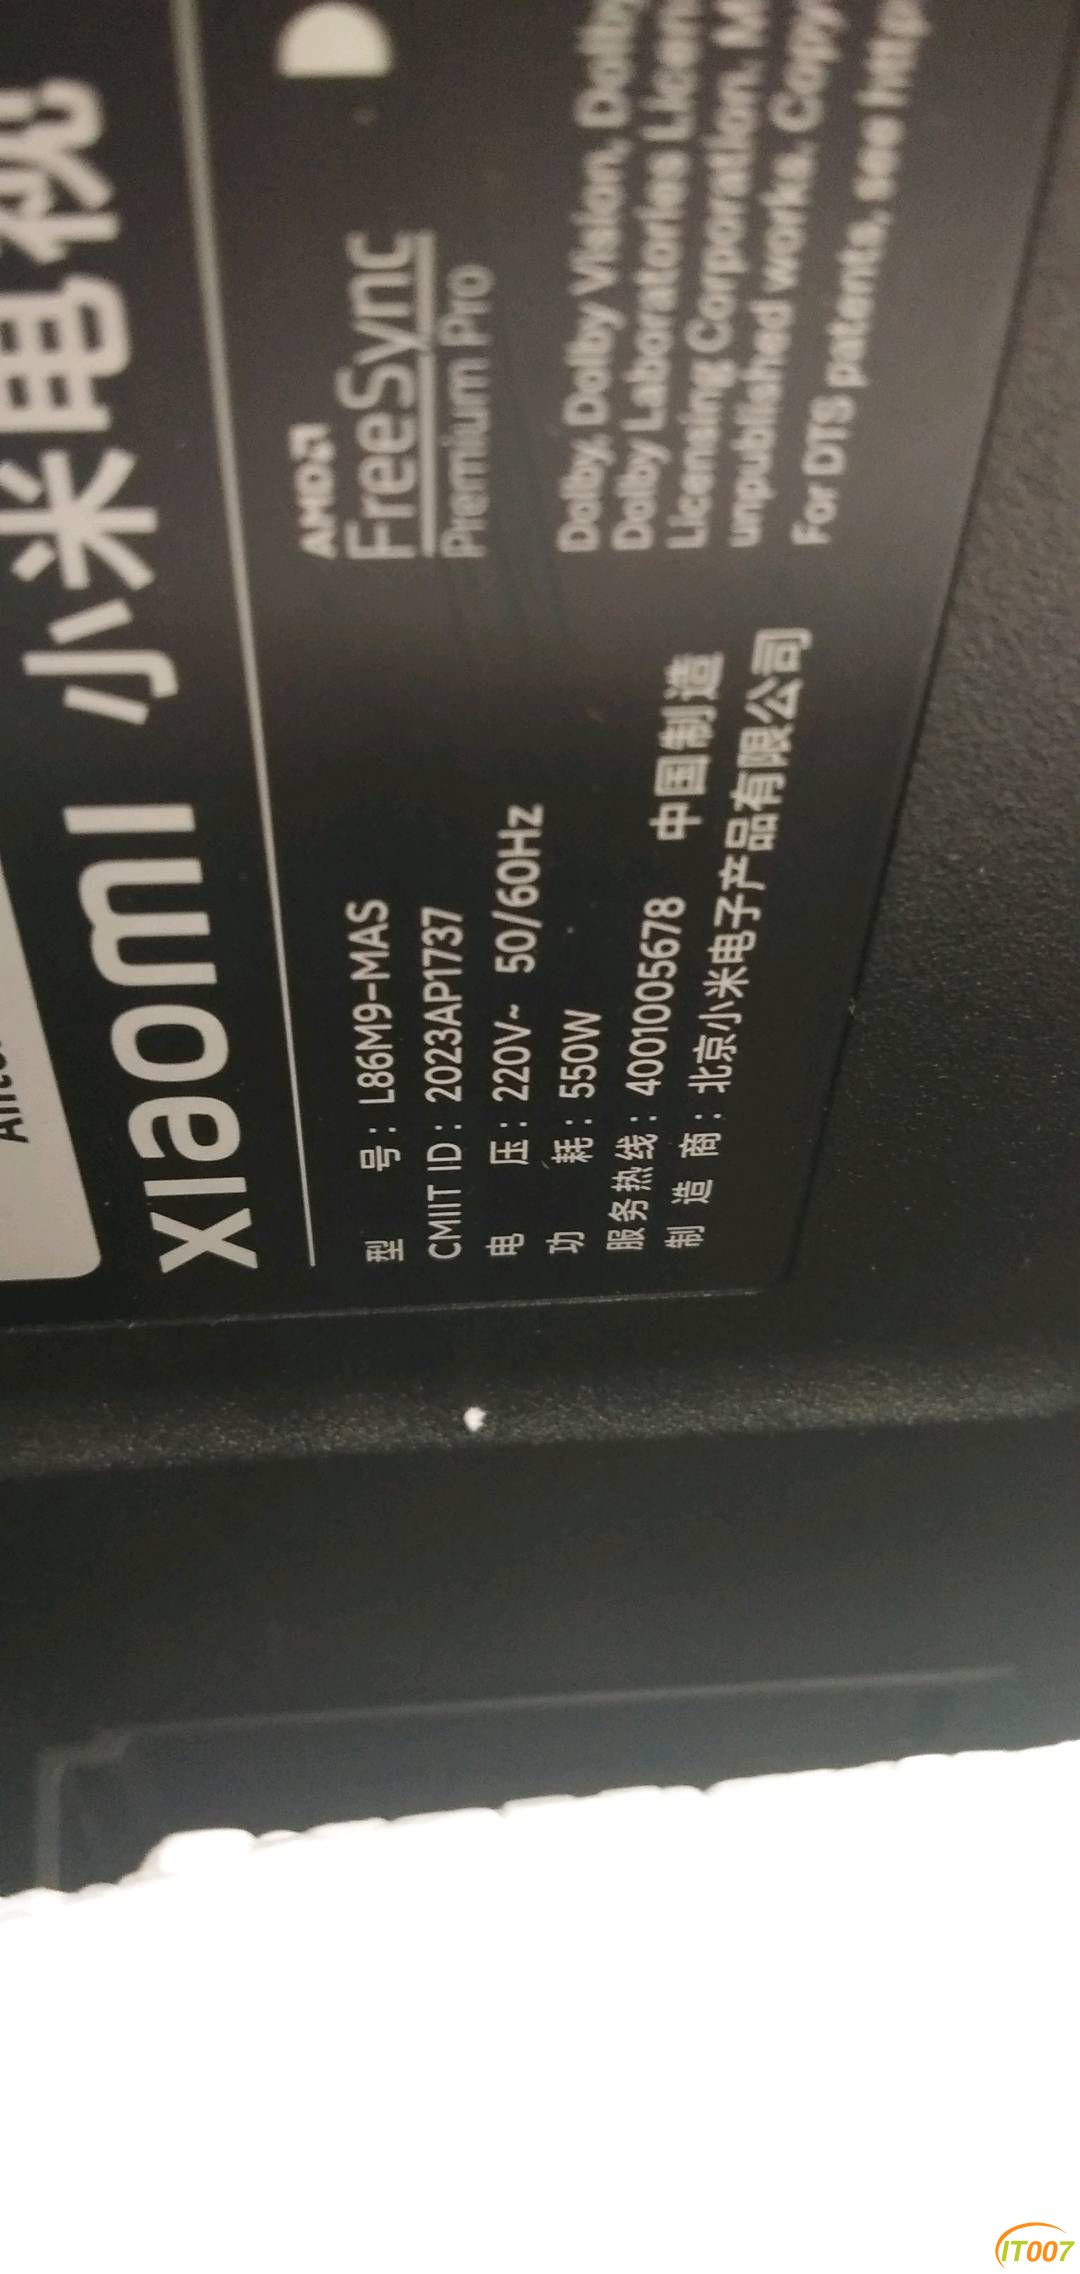 xiaomi 小米电视
型 号：L86M9-MAS
CMIIT ID：2023AP1737
电 压：220V~ 50/60Hz
功 耗：550W
服务热线：4001005678 中国制造
制 造 商：北京小米电子产品有限公司
AMD
FreeSync
Premium Pro
Dolby, Dolby Vision, Dolby
Dolby Laboratories Licen
Licensing Corporation. M
unpublished works. Copy
For DTS patents, see http
IT007